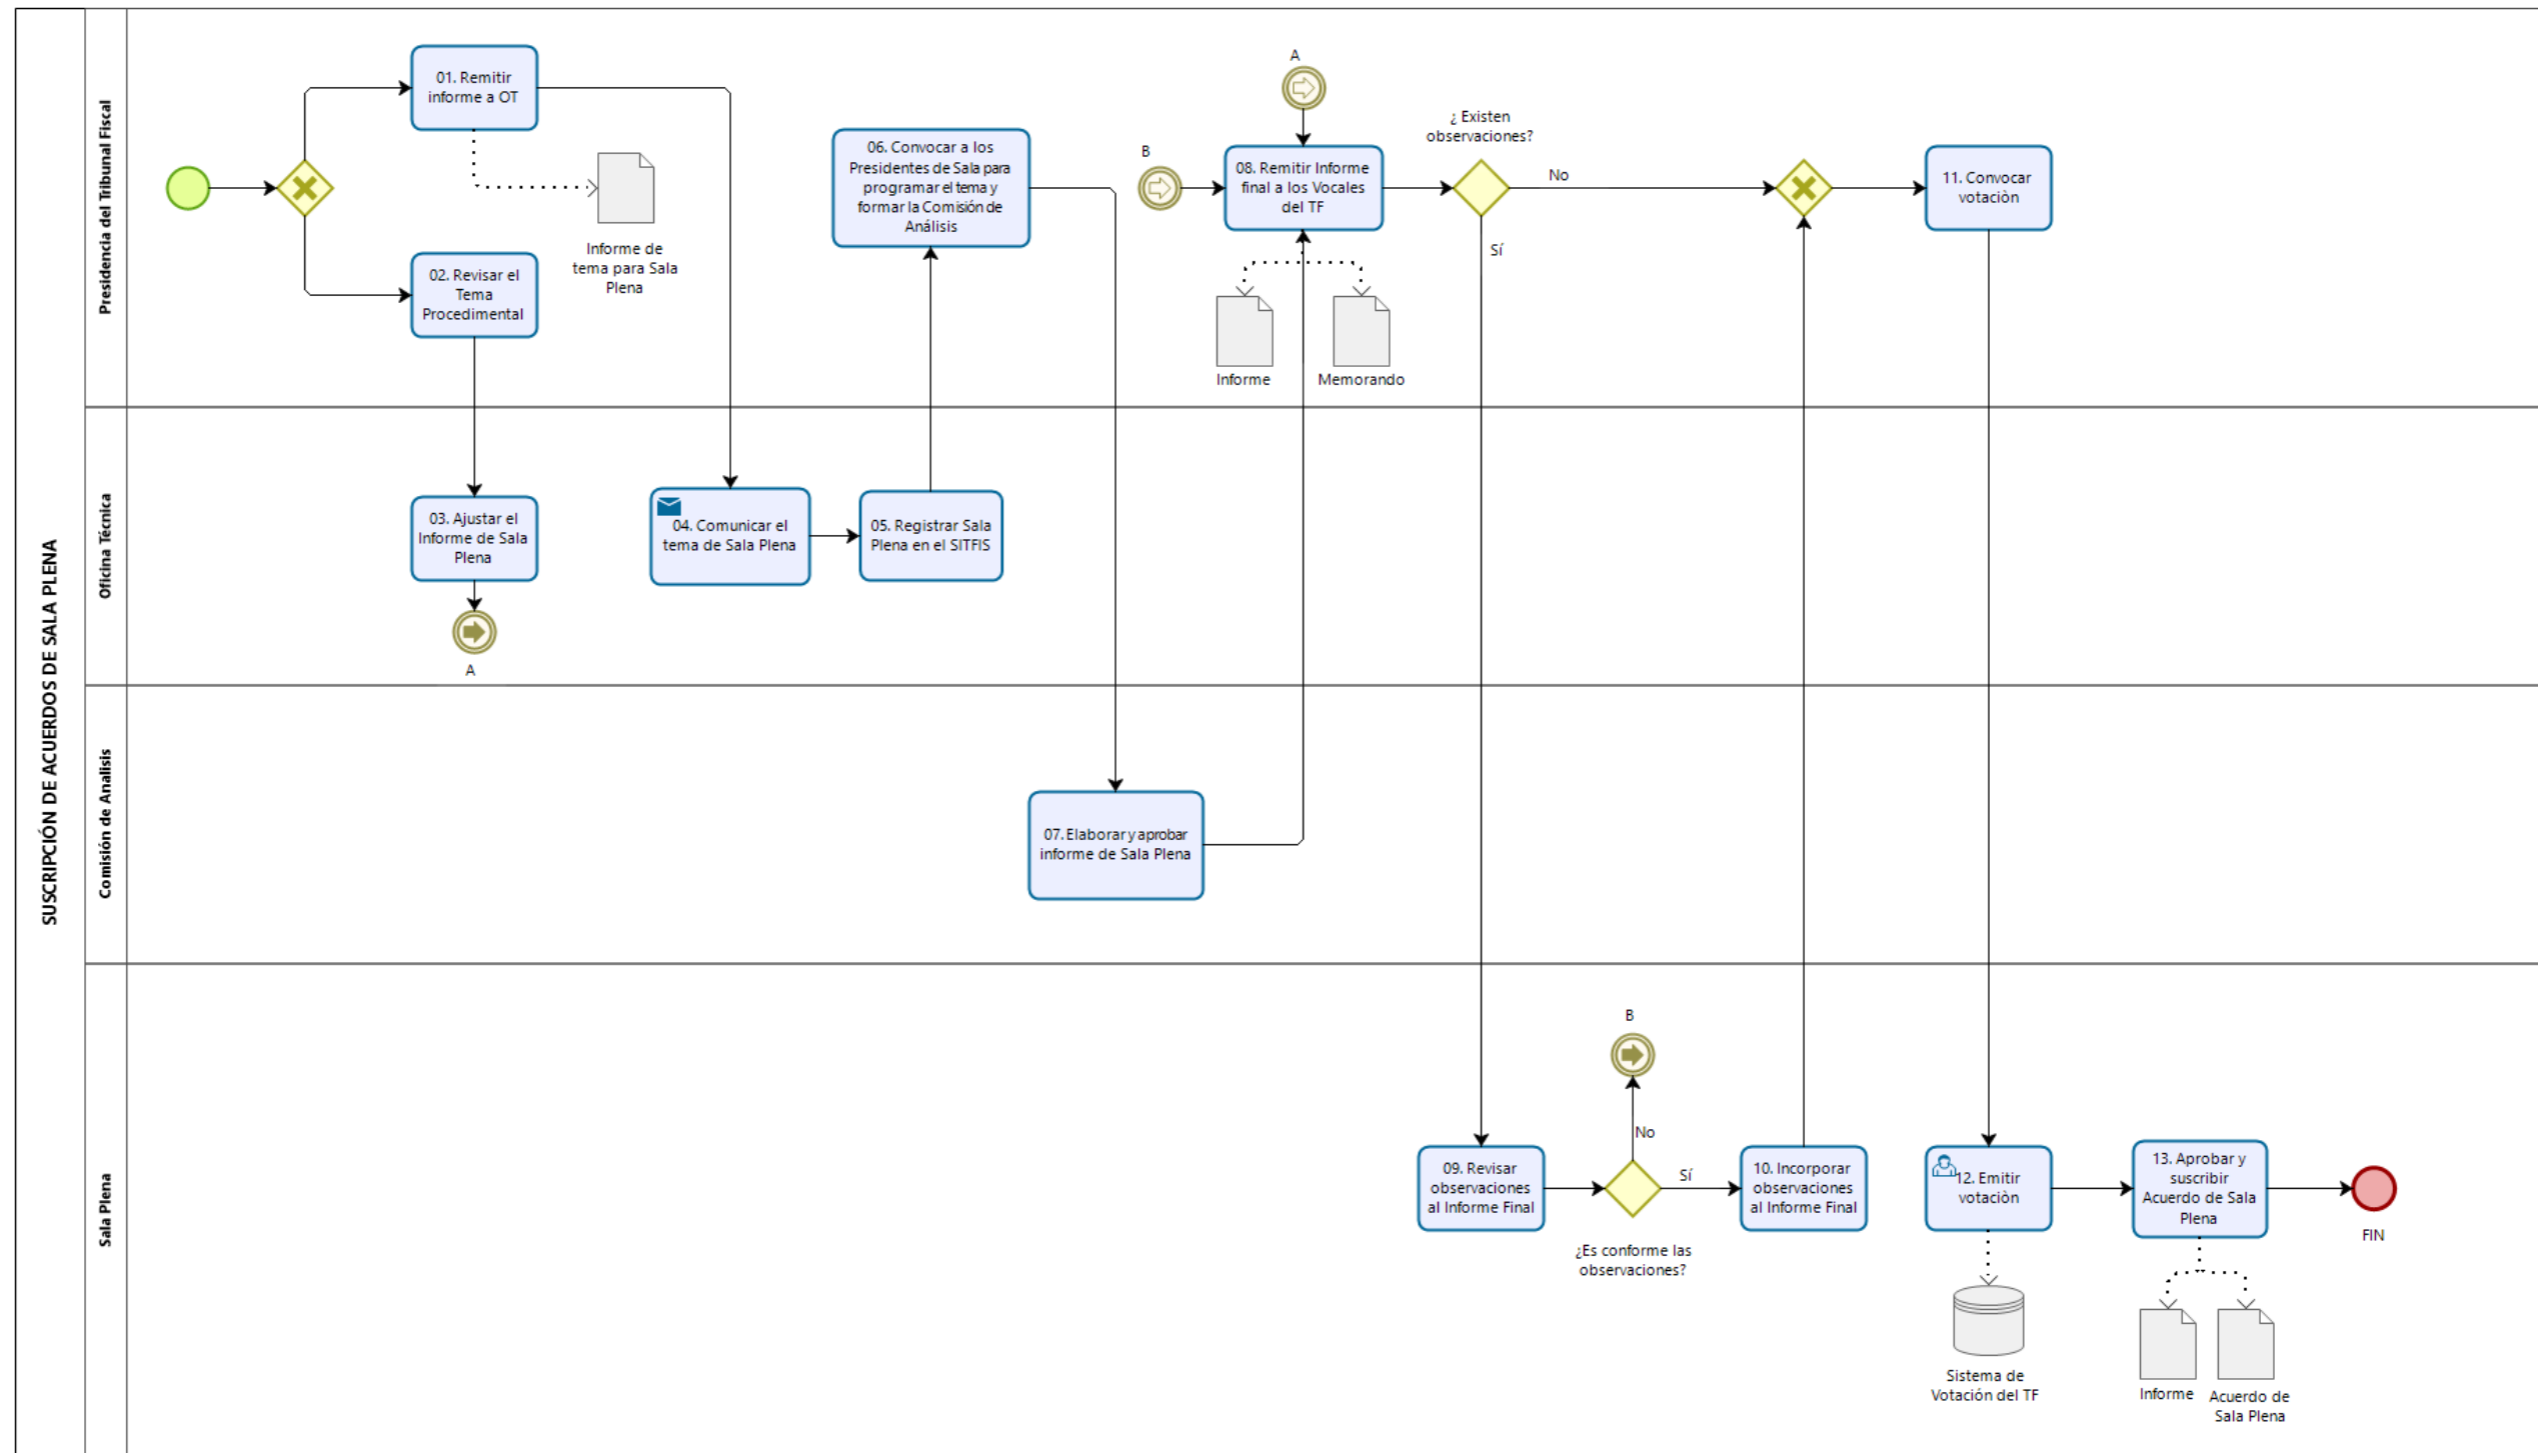 SUSCRIPCIÓN DE ACUERDOS DE SALA PLENA
Presidencia del Tribunal Fiscal
01. Remitir
informe a OT
Informe de
tema para Sala
Plena
02. Revisar el
Tema
Procedimental
06. Convocar a los
Presidentes de Sala para
programar el tema y
formar la Comisión de
Análisis
A
B
08. Remitir Informe
final a los Vocales
del TF
Informe
Memorando
¿ Existen
observaciones?
No
Sí
11. Convocar
votaciòn
Oficina Técnica
03. Ajustar el
Informe de Sala
Plena
A
04. Comunicar el
tema de Sala Plena
05. Registrar Sala
Plena en el SITFIS
Comisión de Analisis
07. Elaborar y aprobar
informe de Sala Plena
Sala Plena
09. Revisar
observaciones
al Informe Final
B
No
Sí
¿Es conforme las
observaciones?
10. Incorporar
observaciones
al Informe Final
12. Emitir
votaciòn
Sistema de
Votación del TF
13. Aprobar y
suscribir
Acuerdo de Sala
Plena
Informe
Acuerdo de
Sala Plena
FIN